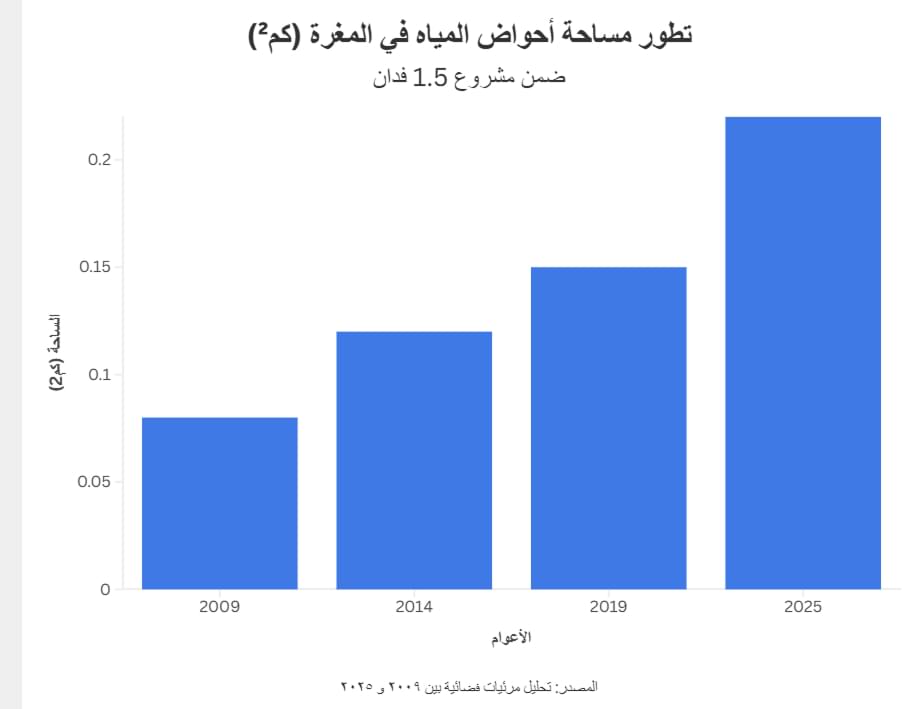 تطور مساحة أحواض المياه في المغرة (كم²)
ضمن مشروع 1.5 فدان
0.2
0.15
0.1
0.05
0
الساحة (كم2)
2009
2014
2019
2025
الأعوام
المصدر: تحليل مرئيات فضائية بين ٢٠٠٩ و ٢٠٢٥